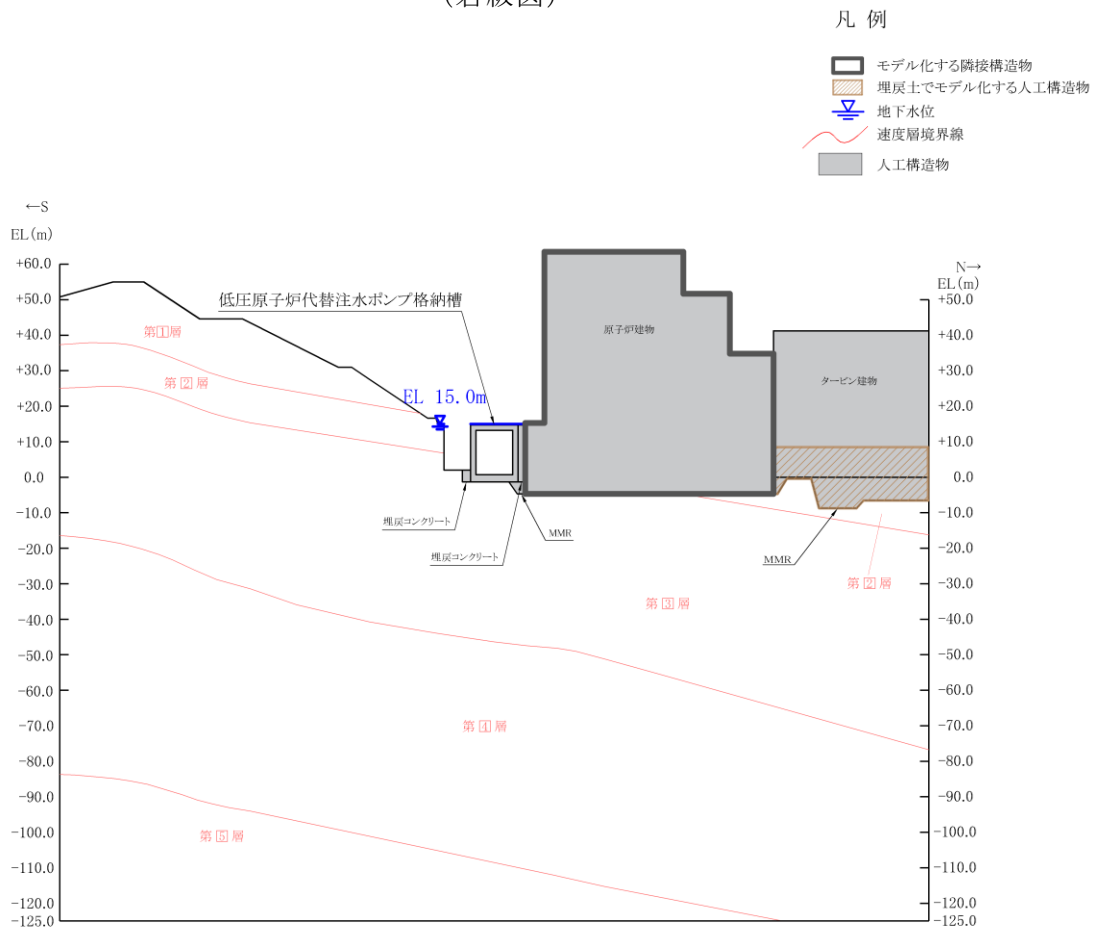 (岩級図)
凡 例
モデル化する隣接構造物
埋戻土でモデル化する人工構造物
地下水位
速度層境界線
人工構造物
←S
EL(m)
N→
EL(m)
+60.0
+50.0
+40.0
+30.0
+20.0
+10.0
0.0
-10.0
-20.0
-30.0
-40.0
-50.0
-60.0
-70.0
-80.0
-90.0
-100.0
-110.0
-120.0
-125.0
低圧原子炉代替注水ポンプ格納槽
第1層
第2層
EL 15.0m
原子炉建物
タービン建物
埋戻コンクリート
埋戻コンクリート
MMR
MMR
第2層
第3層
第4層
第5層
+50.0
+40.0
+30.0
+20.0
+10.0
0.0
-10.0
-20.0
-30.0
-40.0
-50.0
-60.0
-70.0
-80.0
-90.0
-100.0
-110.0
-120.0
-125.0